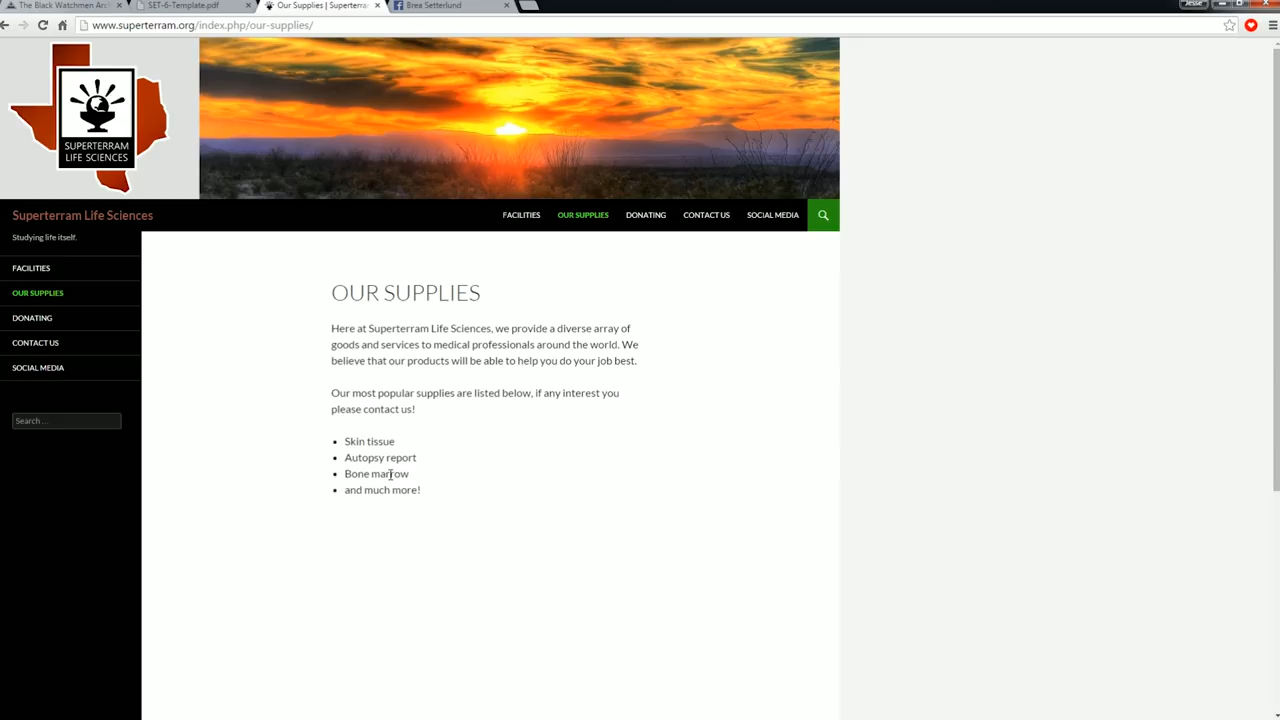 The Black Watchmen Arch
SET-6-Template.pdf
Our Supplies | Superterran
Brea Setterlund
Jesse
www.superterram.org/index.php/our-supplies/
SUPERTERRAM
LIFE SCIENCES
Superterram Life Sciences
FACILITIES
OUR SUPPLIES
DONATING
CONTACT US
SOCIAL MEDIA
Studying life itself.
FACILITIES
OUR SUPPLIES
DONATING
CONTACT US
SOCIAL MEDIA
Search ...
OUR SUPPLIES
Here at Superterram Life Sciences, we provide a diverse array of
goods and services to medical professionals around the world. We
believe that our products will be able to help you do your job best.
Our most popular supplies are listed below, if any interest you
please contact us!
• Skin tissue
• Autopsy report
• Bone marrow
• and much more!